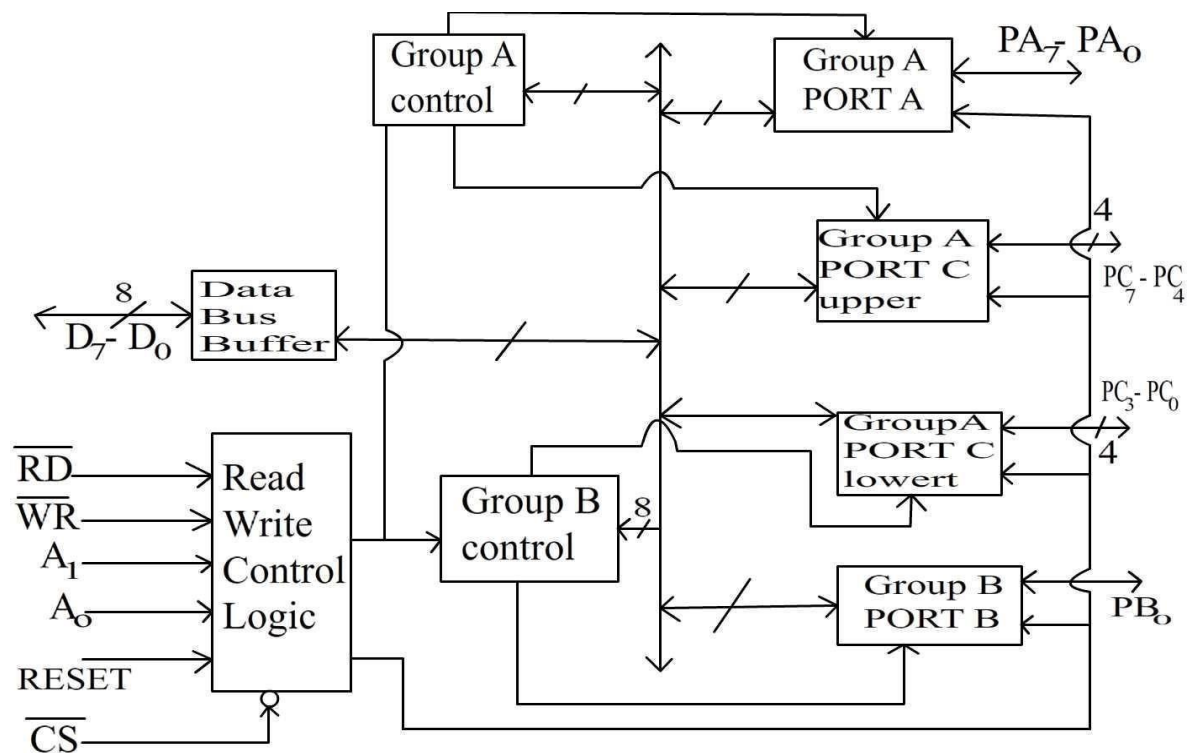 Group A
control
Group A
PORT A
PA₇- PA₀
Group A
PORT C
upper
4
PC₇ - PC₄
8
D₇- D₀
Data
Bus
Buffer
PC₃- PC₀
4
GroupA
PORT C
lowert
RD
WR
A₁
A₀
RESET
CS
Read
Write
Control
Logic
Group B
control
8
Group B
PORT B
PB₀